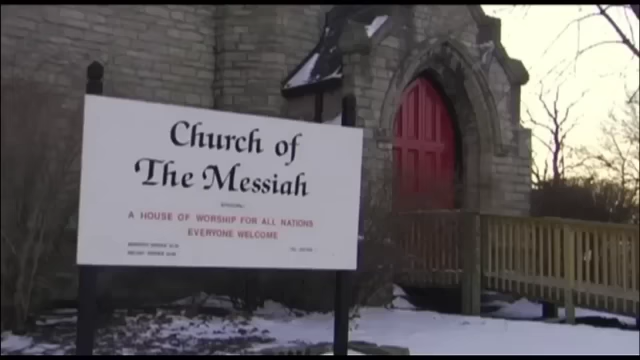 Church of
The Messiah
A HOUSE OF WORSHIP FOR ALL NATIONS
EVERYONE WELCOME